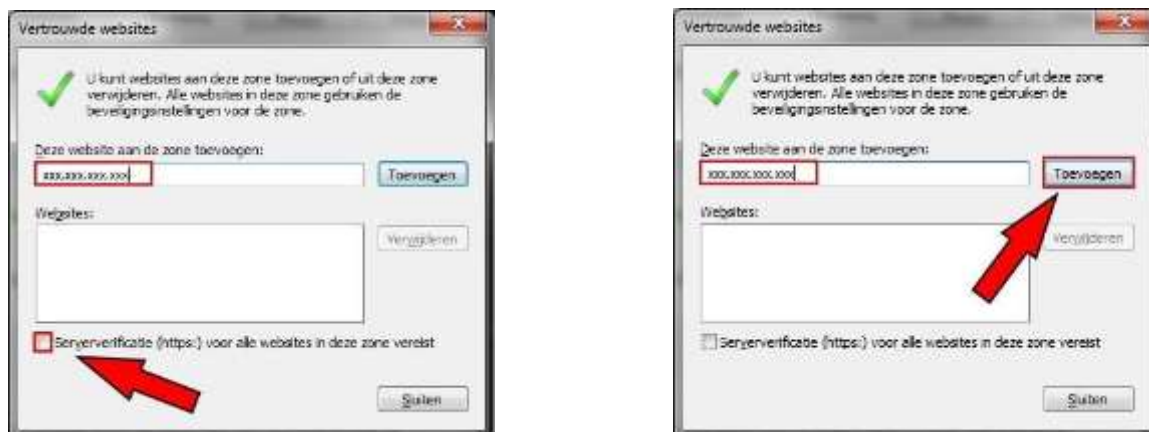 Vertrouwde websites
U kunt websites aan deze zone toevoegen of uit deze zone
verwijderen. Alle websites in deze zone gebruiken de
beveiligingsinstellingen voor de zone.
Deze website aan de zone toevoegen:
xxx.xxx.xxx.xxx
Toevoegen
Websites:
Verwijderen
Serververificatie (https:) voor alle websites in deze zone vereist
Sluiten
Vertrouwde websites
U kunt websites aan deze zone toevoegen of uit deze zone
verwijderen. Alle websites in deze zone gebruiken de
beveiligingsinstellingen voor de zone.
Deze website aan de zone toevoegen:
xxx.xxx.xxx.xxx
Toevoegen
Websites:
Verwijderen
Serververificatie (https:) voor alle websites in deze zone vereist
Sluiten